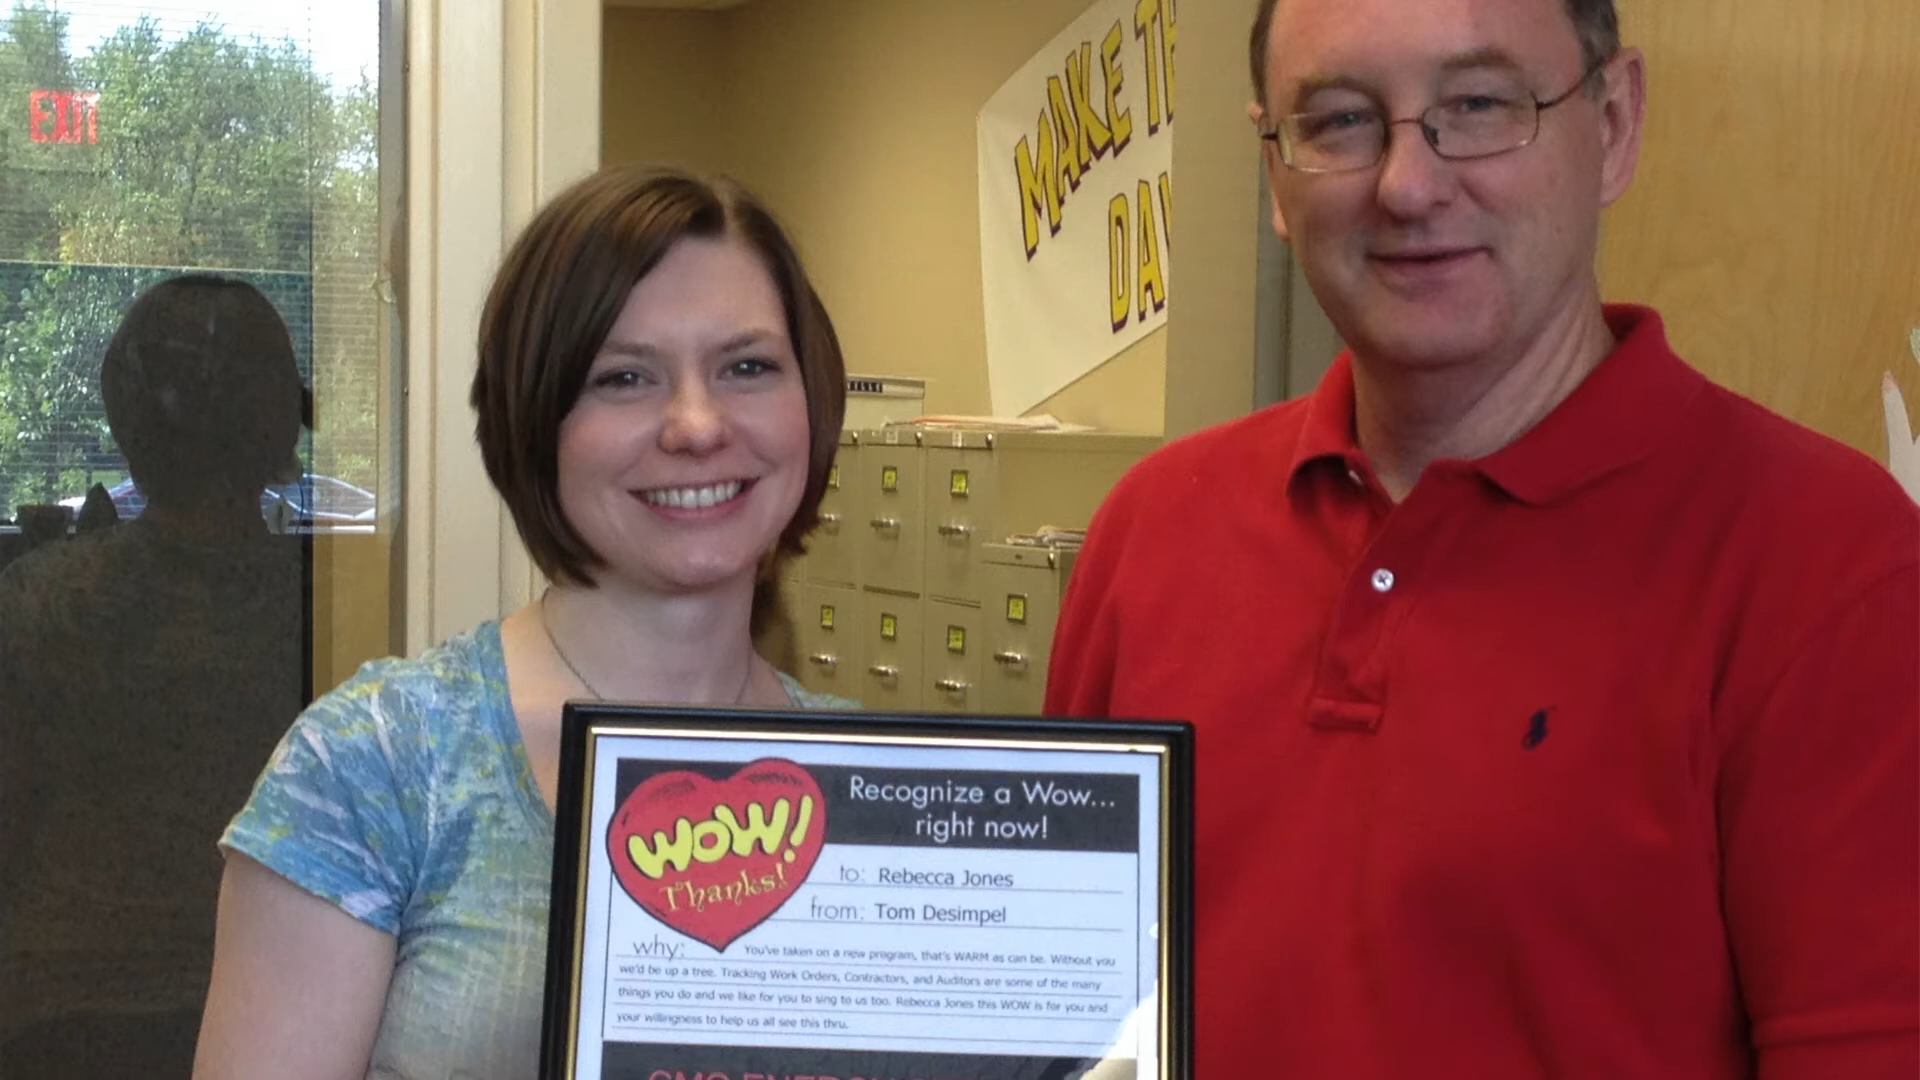 EXIT
MAKE TH
DAY
WOW!
Thanks!
Recognize a Wow...
right now!
to: Rebecca Jones
from: Tom Desimpel
why: You've taken on a new program, that's WARM as can be. Without you
we'd be up a tree. Tracking Work Orders, Contractors, and Auditors are some of the many
things you do and we like for you to sing to us too. Rebecca Jones this WOW is for you and
your willingness to help us all see this thru.
CMC ENERGY